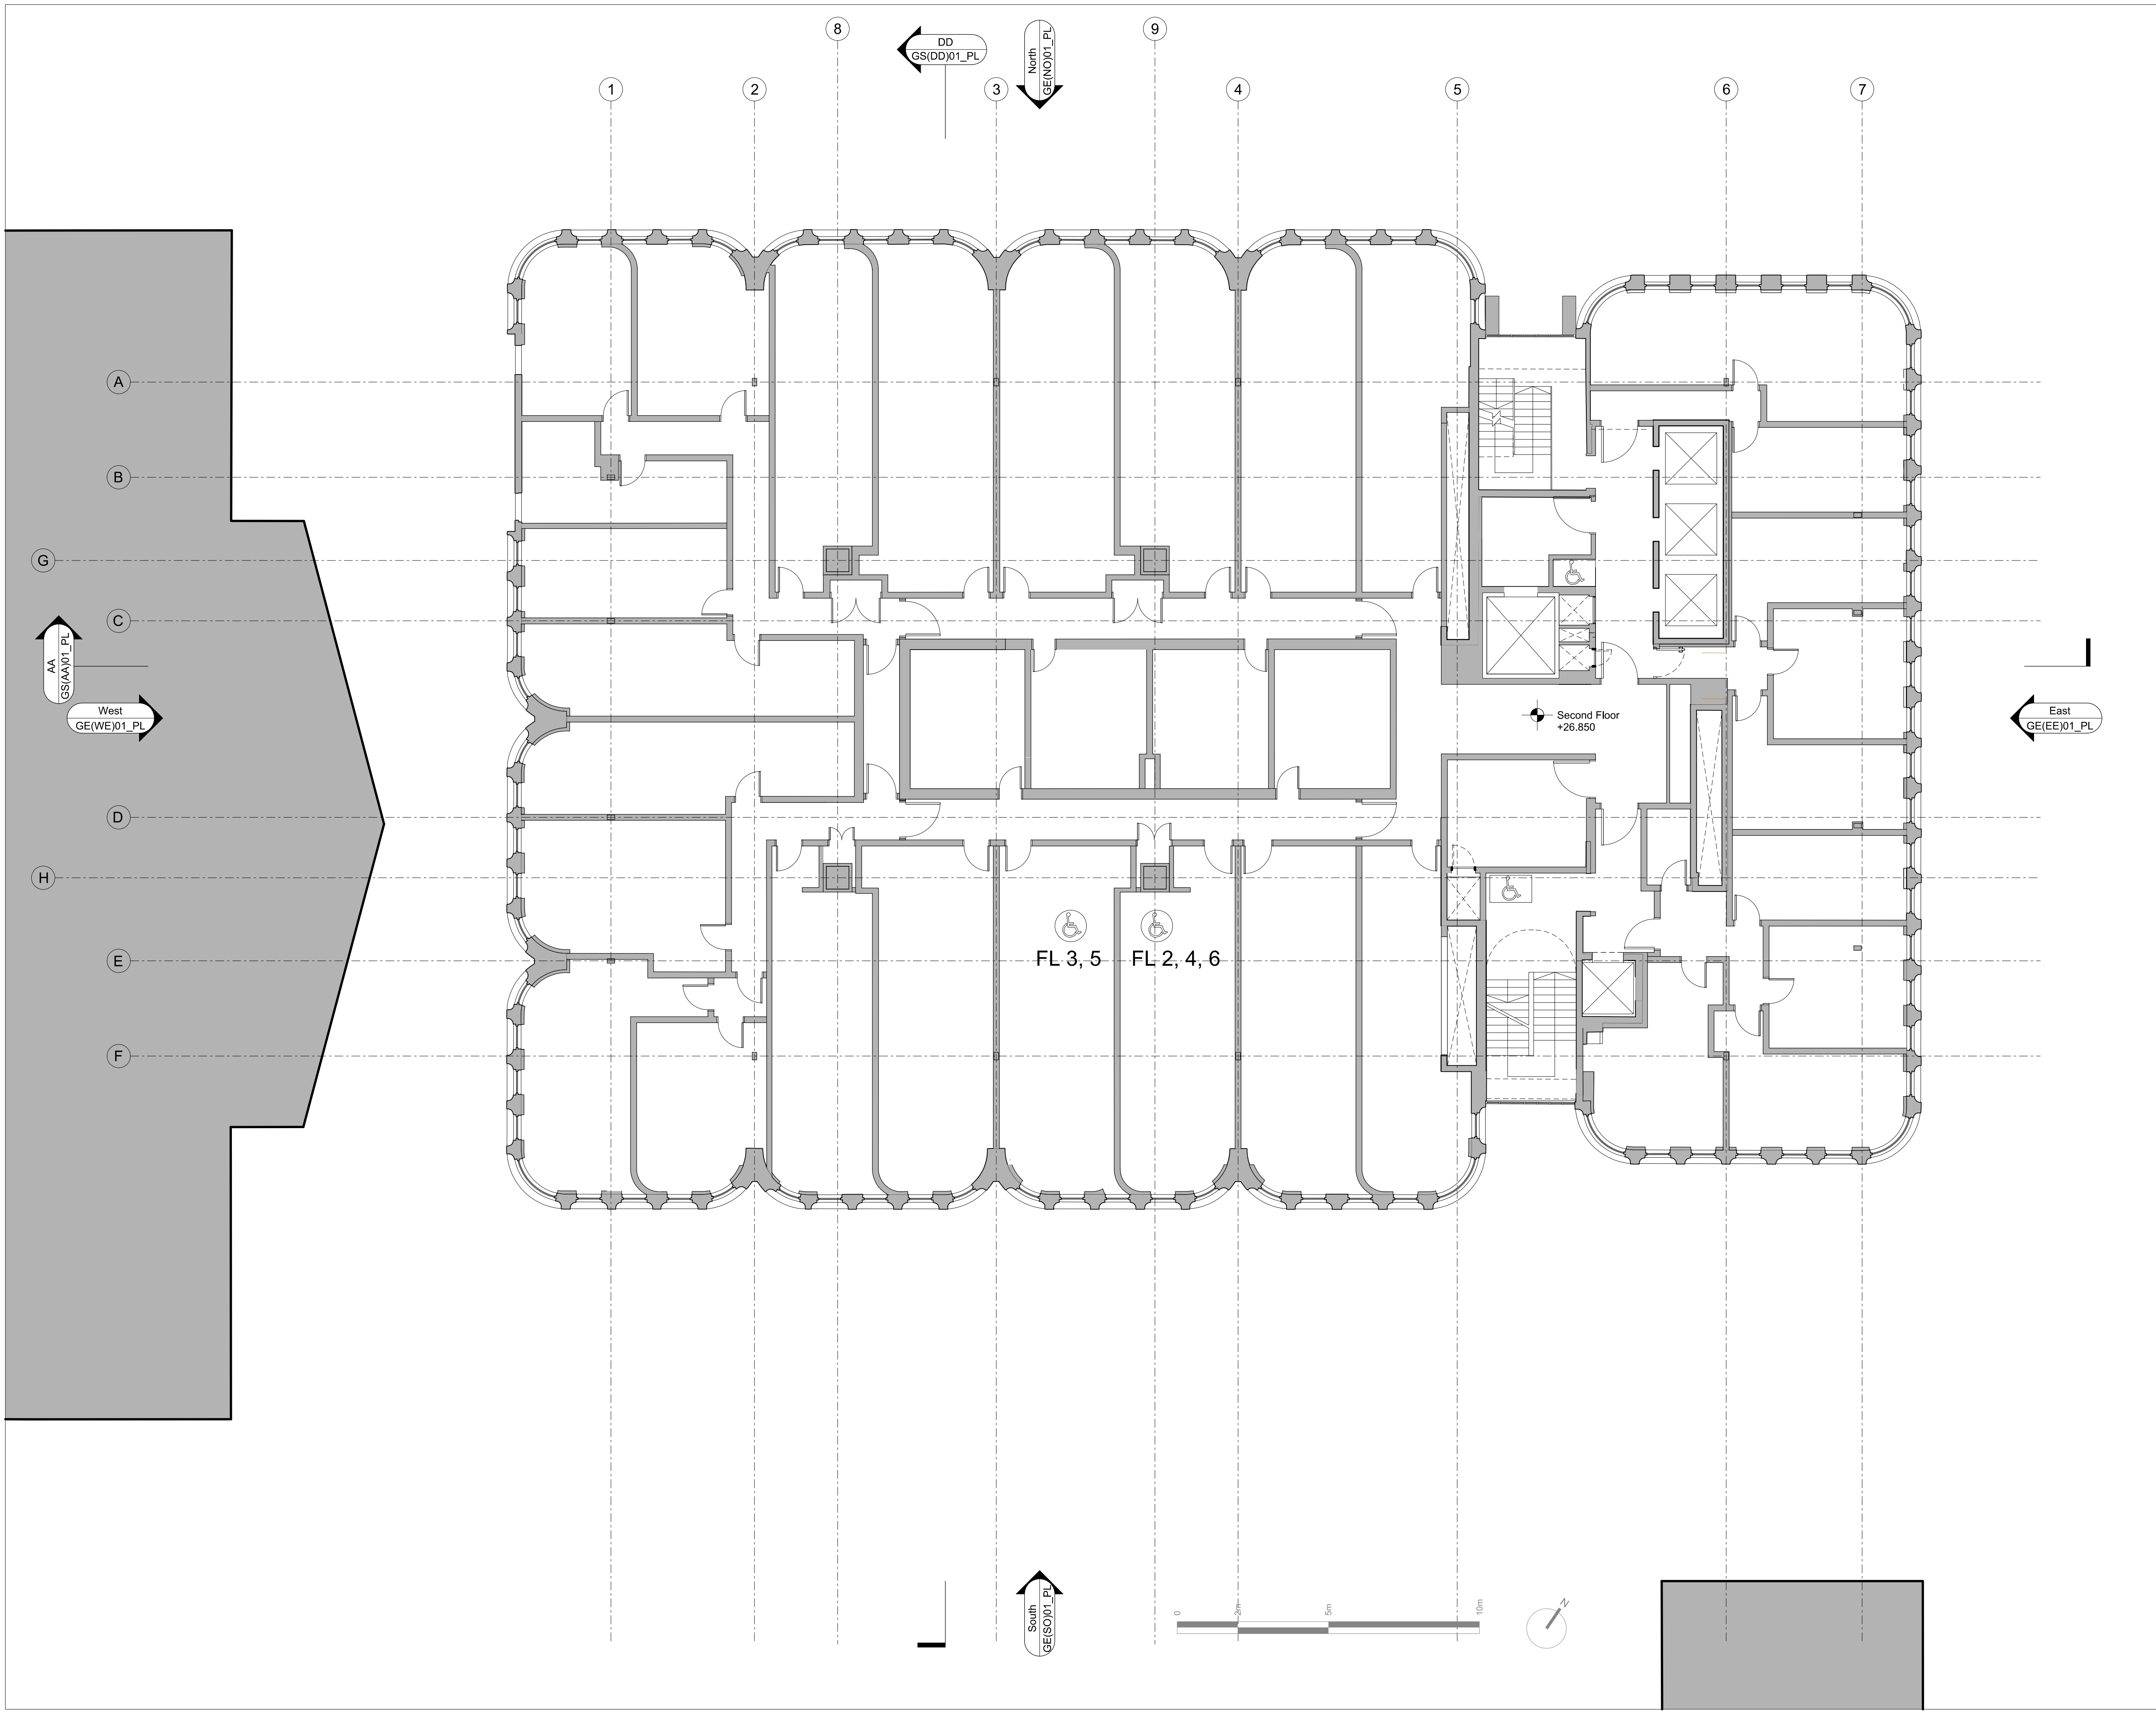 8
DD
GS(DD)01_PL
North
GE(NO)01_PL
9
1
2
3
4
5
6
7
A
B
G
C
AA
GS(AA)01_PL
West
GE(WE)01_PL
Second Floor
+26.850
East
GE(EE)01_PL
D
H
FL 3, 5
FL 2, 4, 6
E
F
South
GE(SO)01_PL
0
2m
5m
10m
N